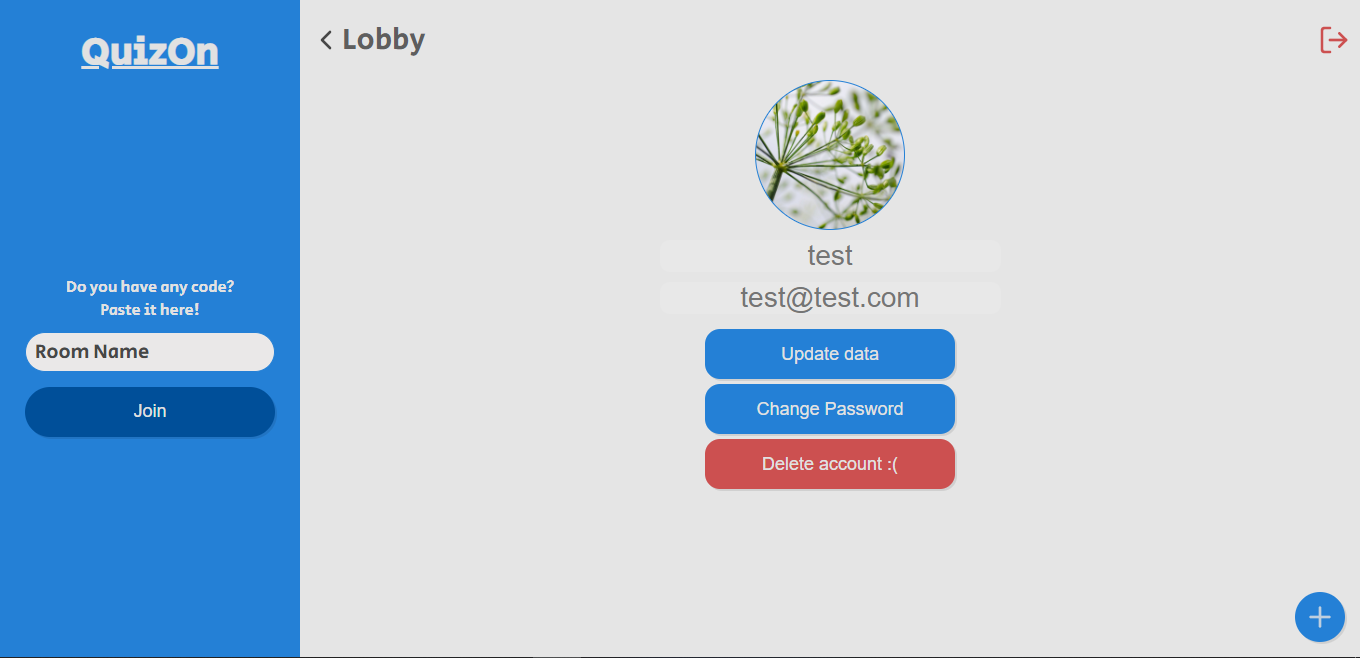 QuizOn
Lobby
Do you have any code?
Paste it here!
Room Name
Join
test
test@test.com
Update data
Change Password
Delete account :(